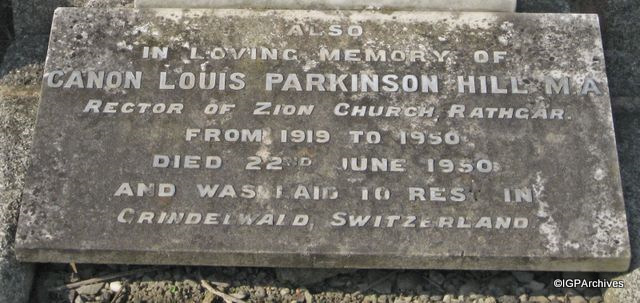 ALSO
IN LOVING MEMORY OF
CANON LOUIS PARKINSON HILL M.A
RECTOR OF ZION CHURCH, RATHGAR.
FROM 1919 TO 1950
DIED 22ND JUNE 1950
AND WAS LAID TO REST IN
GRINDELWALD, SWITZERLAND.
©IGPArchives